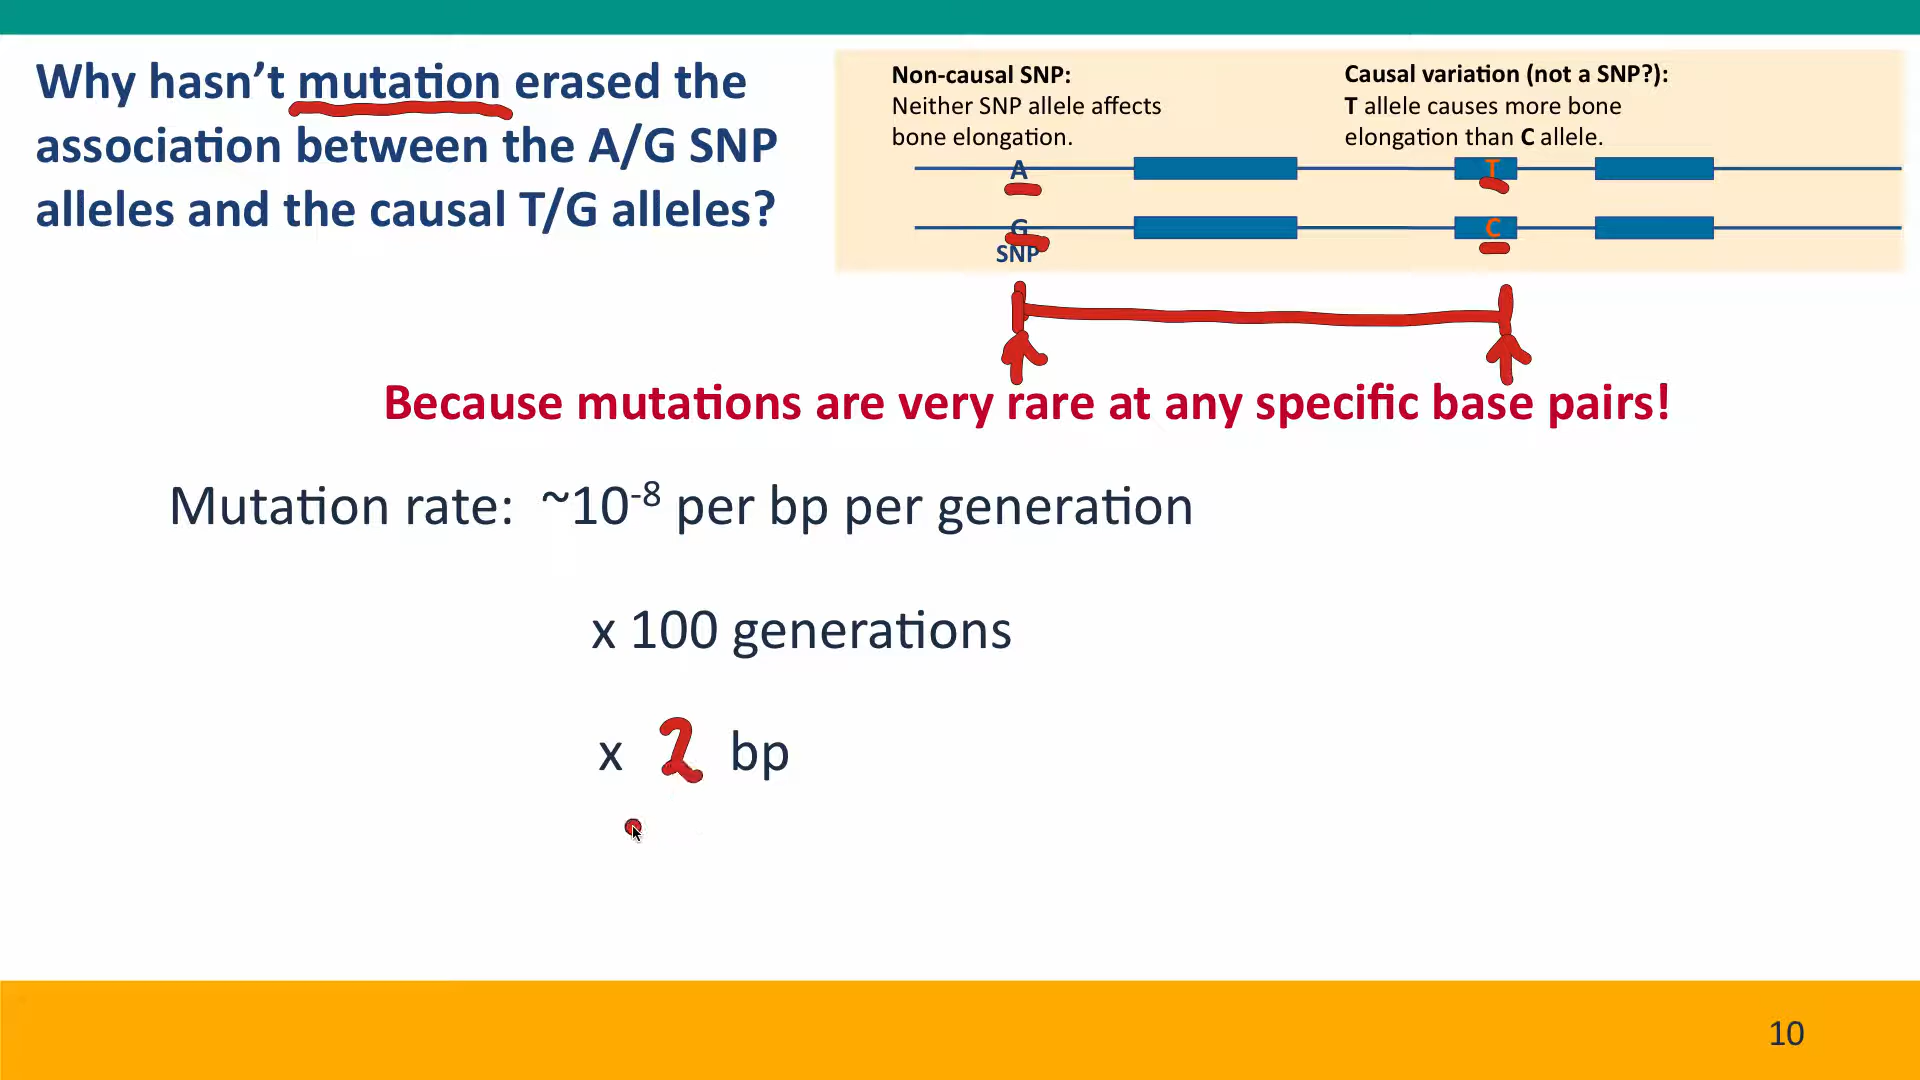 Why hasn’t mutation erased the
association between the A/G SNP
alleles and the causal T/G alleles?
Non-causal SNP:
Neither SNP allele affects
bone elongation.
Causal variation (not a SNP?):
T allele causes more bone
elongation than C allele.
A T
G C
SNP
Because mutations are very rare at any specific base pairs!
Mutation rate: ~10⁻⁸ per bp per generation
x 100 generations
x 2 bp
10